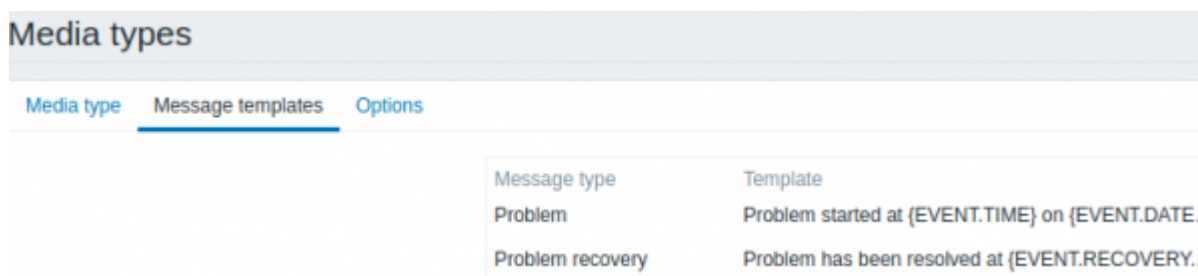 Media types
Media type Message templates Options
Message type Template
Problem Problem started at {EVENT.TIME} on {EVENT.DATE.
Problem recovery Problem has been resolved at {EVENT.RECOVERY..